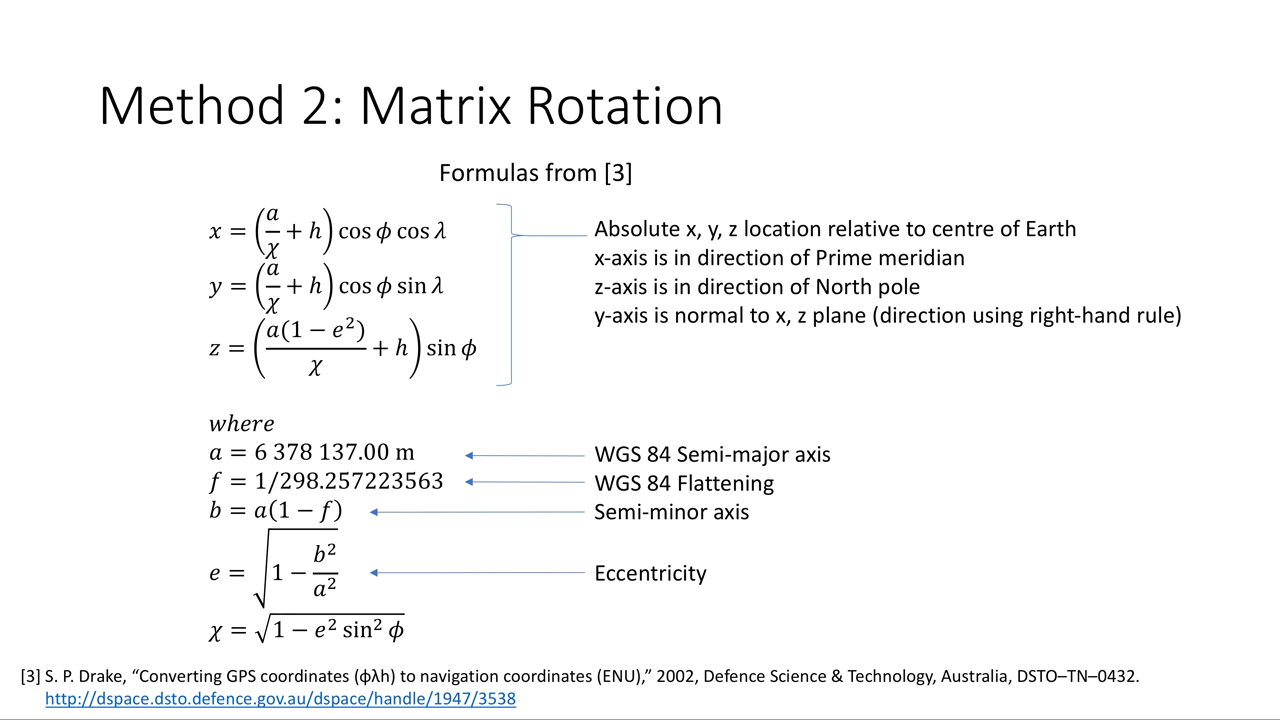 Method 2: Matrix Rotation
Formulas from [3]
x = (a/χ + h) cos ϕ cos λ
y = (a/χ + h) cos ϕ sin λ
z = (a(1 − e²)/χ + h) sin ϕ
Absolute x, y, z location relative to centre of Earth
x-axis is in direction of Prime meridian
z-axis is in direction of North pole
y-axis is normal to x, z plane (direction using right-hand rule)
where
a = 6 378 137.00 m
WGS 84 Semi-major axis
f = 1/298.257223563
WGS 84 Flattening
b = a(1 − f)
Semi-minor axis
e = √(1 − b²/a²)
Eccentricity
χ = √(1 − e² sin² ϕ)
[3] S. P. Drake, “Converting GPS coordinates (φλh) to navigation coordinates (ENU),” 2002, Defence Science & Technology, Australia, DSTO–TN–0432.
http://dspace.dsto.defence.gov.au/dspace/handle/1947/3538